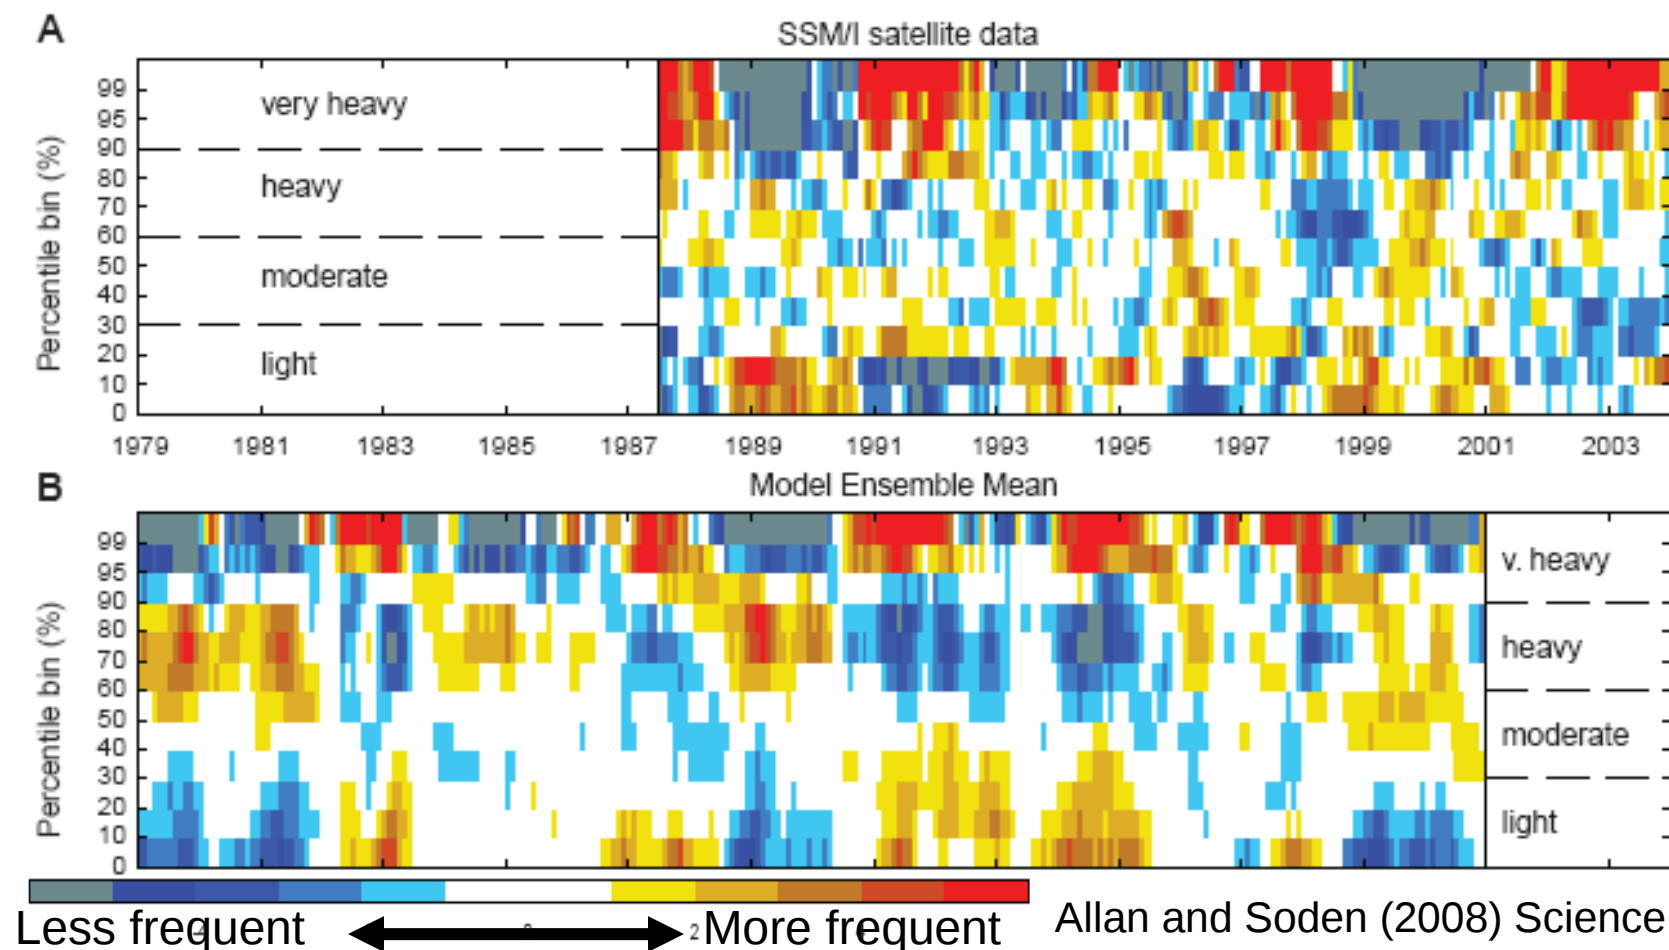 A
SSM/I satellite data
Percentile bin (%)
99
95
90
80
70
60
50
40
30
20
10
0
very heavy
heavy
moderate
light
1979 1981 1983 1985 1987 1989 1991 1993 1995 1997 1999 2001 2003
B
Model Ensemble Mean
Percentile bin (%)
99
95
90
80
70
60
50
40
30
20
10
0
v. heavy
heavy
moderate
light
Less frequent 2 More frequent
Allan and Soden (2008) Science